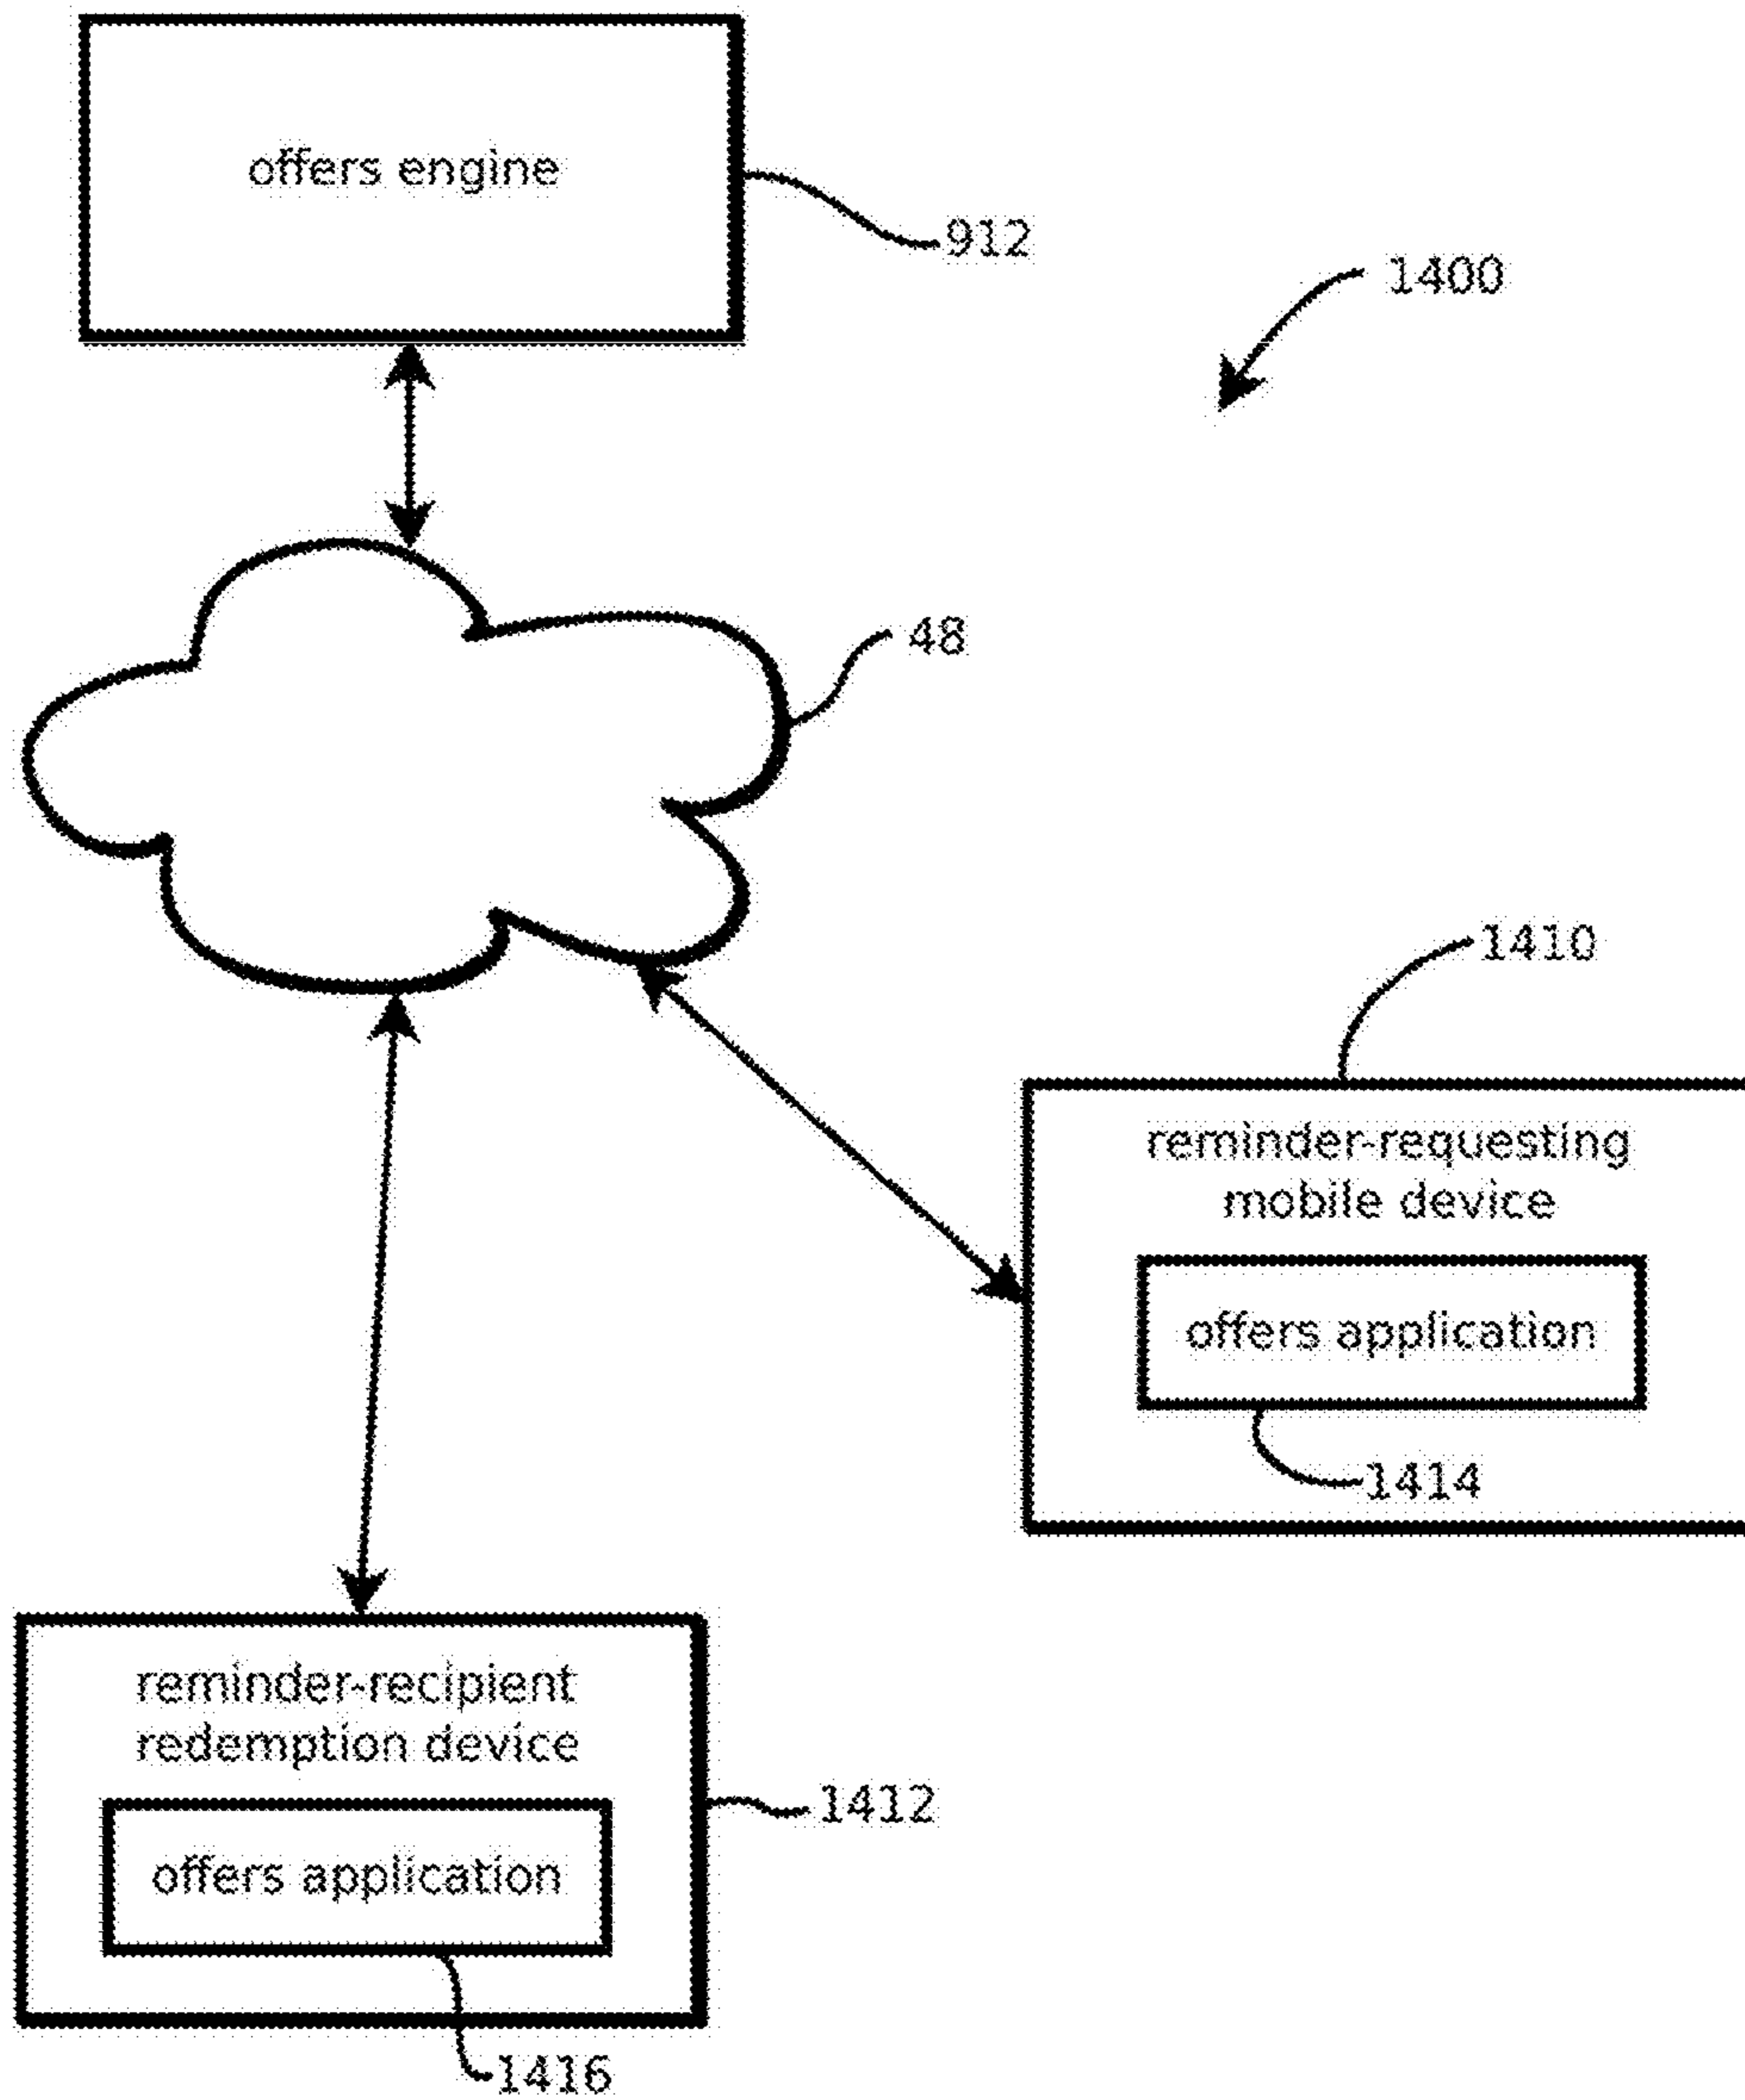 offers engine
912
1400
48
1410
reminder-requesting
mobile device
offers application
1414
reminder-recipient
redemption device
1412
offers application
1416